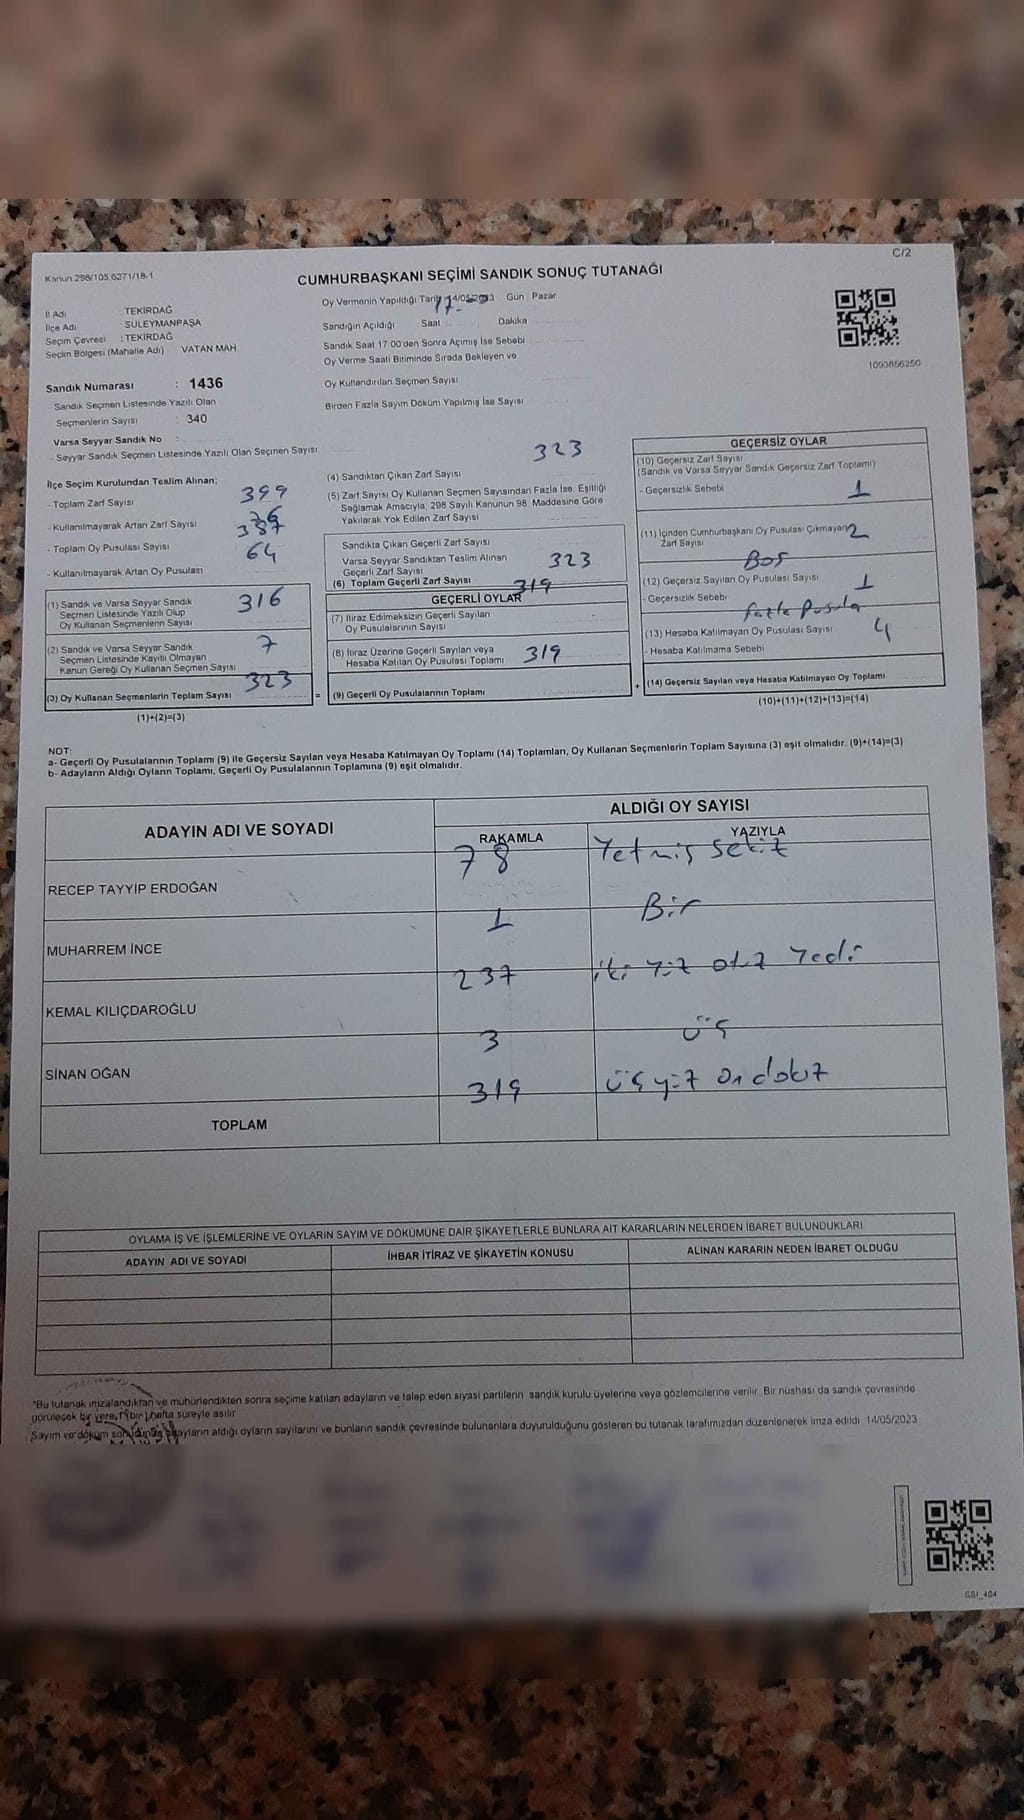 Kanun:298/105,6271/18-1
C/2
CUMHURBAŞKANI SEÇİMİ SANDIK SONUÇ TUTANAĞI
İl Adı : TEKİRDAĞ
İlçe Adı : SÜLEYMANPAŞA
Seçim Çevresi : TEKİRDAĞ
Seçim Bölgesi (Mahalle Adı) VATAN MAH
Sandık Numarası : 1436
- Sandık Seçmen Listesinde Yazılı Olan
Seçmenlerin Sayısı : 340
Varsa Seyyar Sandık No :
- Seyyar Sandık Seçmen Listesinde Yazılı Olan Seçmen Sayısı:
İlçe Seçim Kurulundan Teslim Alınan;
- Toplam Zarf Sayısı 399
- Kullanılmayarak Artan Zarf Sayısı 76
- Toplam Oy Pusulası Sayısı 387
- Kullanılmayarak Artan Oy Pusulası 64
(1) Sandık ve Varsa Seyyar Sandık
Seçmen Listesinde Yazılı Olup
Oy Kullanan Seçmenlerin Sayısı
316
(2) Sandık ve Varsa Seyyar Sandık
Seçmen Listesinde Kayıtlı Olmayan
Kanun Gereği Oy Kullanan Seçmen Sayısı
7
(3) Oy Kullanan Seçmenlerin Toplam Sayısı 323
(1)+(2)=(3)
Oy Vermenin Yapıldığı Tarih 14/05/2023 Gün : Pazar
Sandığın Açıldığı Saat 17 Dakika
Sandık Saat 17:00'den Sonra Açımış İse Sebebi
Oy Verme Saati Bitiminde Sırada Bekleyen ve
Oy Kullandırılan Seçmen Sayısı
Birden Fazla Sayım Döküm Yapılmış İse Sayısı
323
(4) Sandıktan Çıkan Zarf Sayısı
(5) Zarf Sayısı Oy Kullanan Seçmen Sayısından Fazla İse, Eşitliği
Sağlamak Amacıyla, 298 Sayılı Kanunun 98. Maddesine Göre
Yakılarak Yok Edilen Zarf Sayısı
Sandıkta Çıkan Geçerli Zarf Sayısı
Varsa Seyyar Sandıktan Teslim Alınan
Geçerli Zarf Sayısı
323
(6) Toplam Geçerli Zarf Sayısı
319
GEÇERLİ OYLAR
(7) İtiraz Edilmeksizin Geçerli Sayılan
Oy Pusulalarının Sayısı
(8) İtiraz Üzerine Geçerli Sayılan veya
Hesaba Katılan Oy Pusulası Toplamı
319
= (9) Geçerli Oy Pusulalarının Toplamı
1093856250
GEÇERSİZ OYLAR
(10) Geçersiz Zarf Sayısı
(Sandık ve Varsa Seyyar Sandık Geçersiz Zarf Toplamı)
- Geçersizlik Sebebi
1
(11) İçinden Cumhurbaşkanı Oy Pusulası Çıkmayan
Zarf Sayısı
2
Boş
(12) Geçersiz Sayılan Oy Pusulası Sayısı 1
- Geçersizlik Sebebi
fazla Pusula
(13) Hesaba Katılmayan Oy Pusulası Sayısı
4
- Hesaba Katılmama Sebebi
+ (14) Geçersiz Sayılan veya Hesaba Katılmayan Oy Toplamı
(10)+(11)+(12)+(13)=(14)
NOT:
a- Geçerli Oy Pusulalarının Toplamı (9) ile Geçersiz Sayılan veya Hesaba Katılmayan Oy Toplamı (14) Toplamları, Oy Kullanan Seçmenlerin Toplam Sayısına (3) eşit olmalıdır. (9)+(14)=(3)
b- Adayların Aldığı Oyların Toplamı, Geçerli Oy Pusulalarının Toplamına (9) eşit olmalıdır.
ADAYIN ADI VE SOYADI
ALDIĞI OY SAYISI
RAKAMLA
YAZIYLA
78 Yetmiş sekiz
RECEP TAYYİP ERDOĞAN
1 Bir
MUHARREM İNCE
237 iki yüz otuz Yedi
KEMAL KILIÇDAROĞLU
3 üç
SİNAN OĞAN
319 üç yüz on dokuz
TOPLAM
OYLAMA İŞ VE İŞLEMLERİNE VE OYLARIN SAYIM VE DÖKÜMÜNE DAİR ŞİKAYETLERLE BUNLARA AİT KARARLARIN NELERDEN İBARET BULUNDUKLARI
ADAYIN ADI VE SOYADI
İHBAR İTİRAZ VE ŞİKAYETİN KONUSU
ALINAN KARARIN NEDEN İBARET OLDUĞU
*Bu tutanak imzalandıktan ve mühürlendikten sonra seçime katılan adayların ve talep eden siyasi partilerin sandık kurulu üyelerine veya gözlemcilerine verilir. Bir nüshası da sandık çevresinde
görülecek bir yere, 1 (bir) hafta süreyle asılır.
Sayım ve döküm sonucunda adayların aldığı oyların sayılarını ve bunların sandık çevresinde bulunanlara duyurulduğunu gösteren bu tutanak tarafımızdan düzenlenerek imza edildi. 14/05/2023